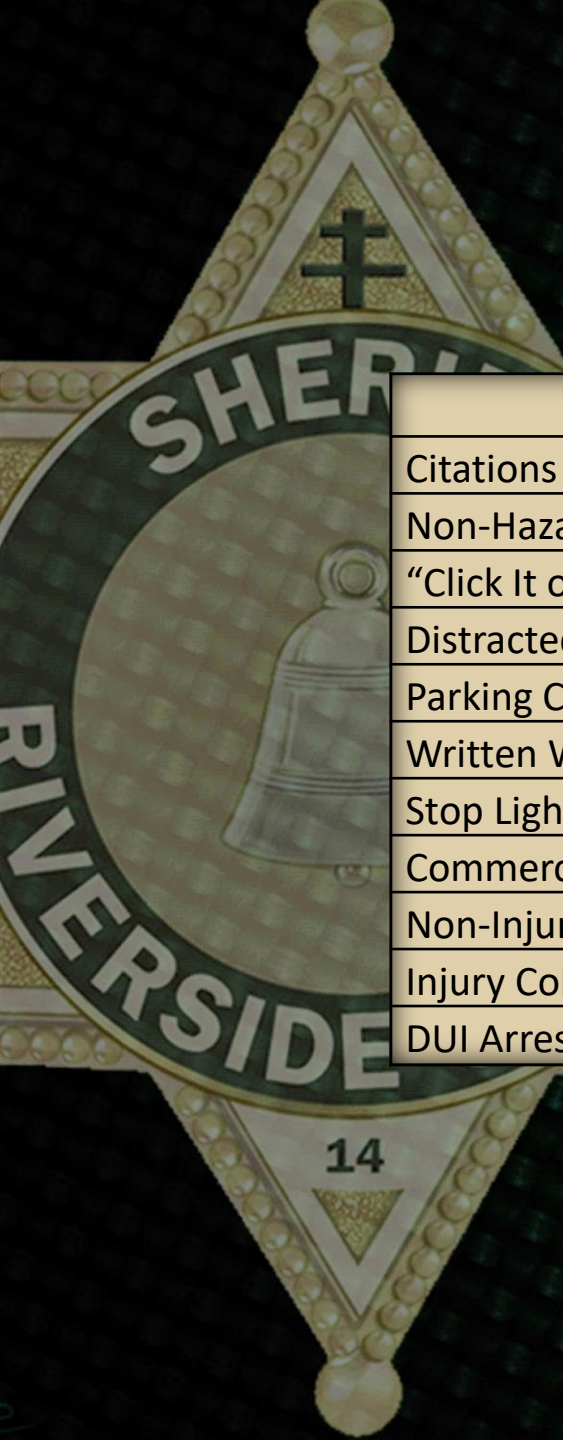 SHERI
RIVERSIDE
14
Citations
Non-Haza
“Click It o
Distracted
Parking C
Written W
Stop Ligh
Commerc
Non-Injur
Injury Col
DUI Arres